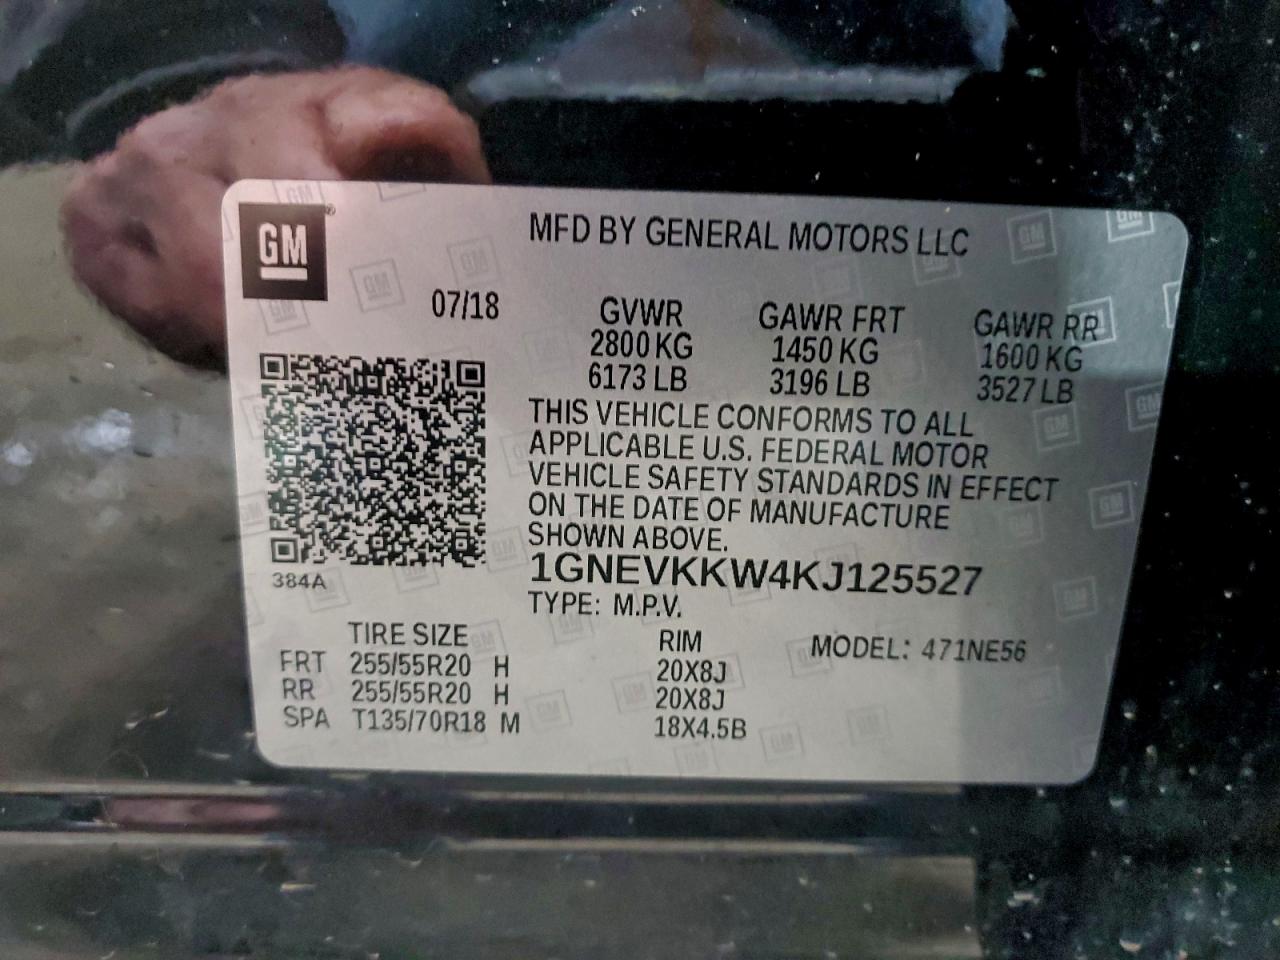 GM
MFD BY GENERAL MOTORS LLC
07/18
GVWR GAWR FRT GAWR RR
2800 KG 1450 KG 1600 KG
6173 LB 3196 LB 3527 LB
THIS VEHICLE CONFORMS TO ALL
APPLICABLE U.S. FEDERAL MOTOR
VEHICLE SAFETY STANDARDS IN EFFECT
ON THE DATE OF MANUFACTURE
SHOWN ABOVE.
1GNEVKKW4KJ125527
TYPE: M.P.V.
384A
TIRE SIZE RIM MODEL: 471NE56
FRT 255/55R20 H 20X8J
RR 255/55R20 H 20X8J
SPA T135/70R18 M 18X4.5B